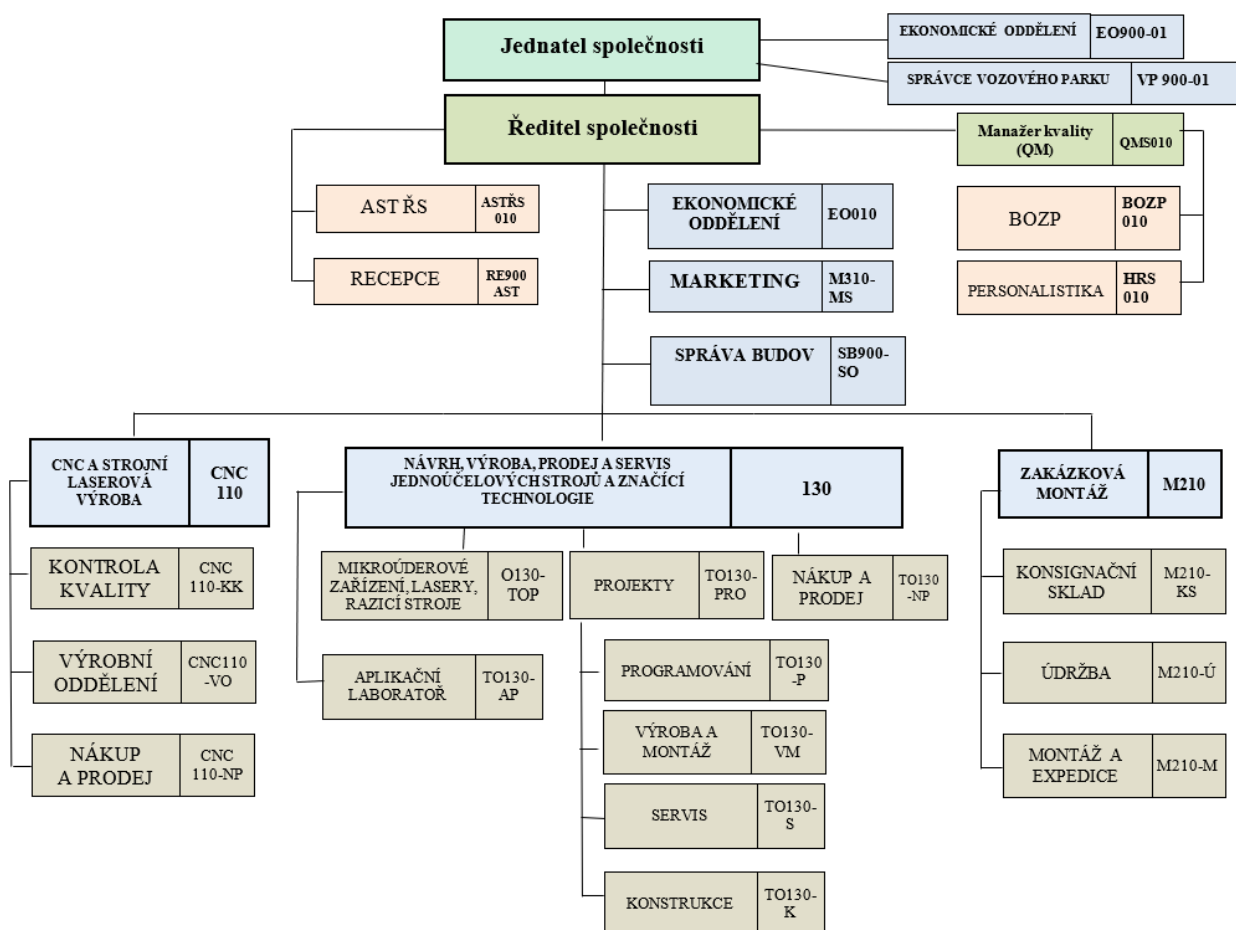 Jednatel společnosti
EKONOMICKÉ ODDĚLENÍ
EO900-01
SPRÁVCE VOZOVÉHO PARKU
VP 900-01
Ředitel společnosti
Manažer kvality
(QM)
QMS010
AST ŘS
ASTŘS
010
EKONOMICKÉ
ODDĚLENÍ
EO010
BOZP
BOZP
010
RECEPCE
RE900
AST
MARKETING
M310-
MS
PERSONALISTIKA
HRS
010
SPRÁVA BUDOV
SB900-
SO
CNC A STROJNÍ
LASEROVÁ
VÝROBA
CNC
110
NÁVRH, VÝROBA, PRODEJ A SERVIS
JEDNOÚČELOVÝCH STROJŮ A ZNAČÍCÍ
TECHNOLOGIE
130
ZAKÁZKOVÁ
MONTÁŽ
M210
KONTROLA
KVALITY
CNC
110-KK
MIKROÚDEROVÉ
ZAŘÍZENÍ, LASERY,
RAZICÍ STROJE
O130-
TOP
PROJEKTY
TO130-
PRO
NÁKUP A
PRODEJ
TO130
-NP
KONSIGNAČNÍ
SKLAD
M210-
KS
VÝROBNÍ
ODDĚLENÍ
CNC110
-VO
APLIKAČNÍ
LABORATOŘ
TO130-
AP
PROGRAMOVÁNÍ
TO130
-P
ÚDRŽBA
M210-Ú
NÁKUP
A PRODEJ
CNC
110-NP
VÝROBA A
MONTÁŽ
TO130-
VM
MONTÁŽ A
EXPEDICE
M210-M
SERVIS
TO130-
S
KONSTRUKCE
TO130-
K